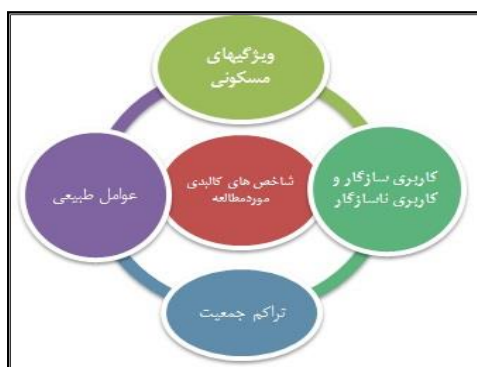 ویژگیهای
مسکونی
کاربری سازگار و
کاربری ناسازگار
شاخص های کالبدی
موردمطالعه
عوامل طبیعی
تراکم جمعیت